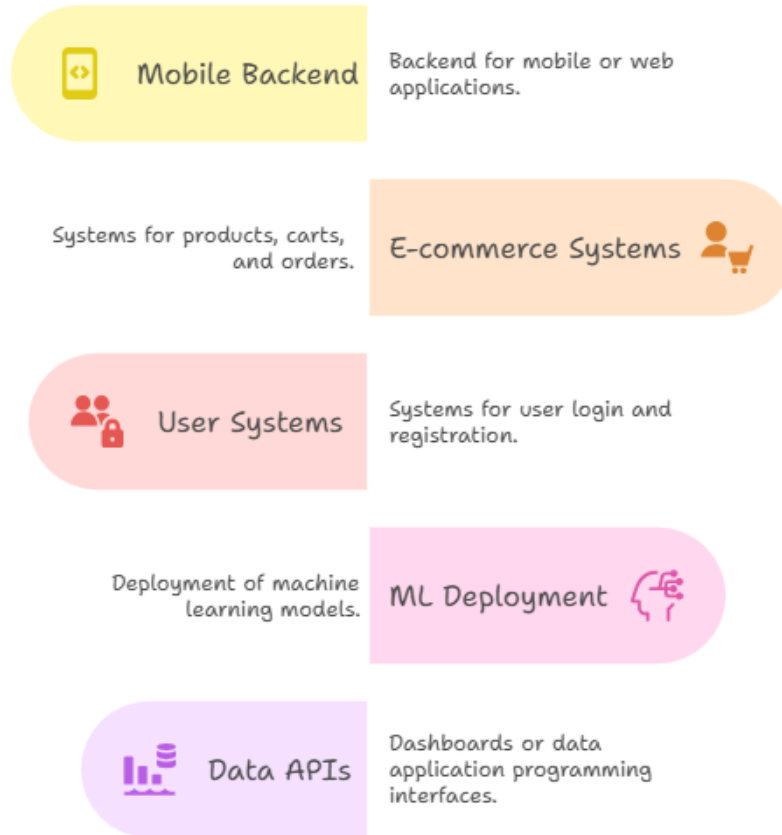 Mobile Backend
Backend for mobile or web
applications.
Systems for products, carts,
and orders.
E-commerce Systems
User Systems
Systems for user login and
registration.
Deployment of machine
learning models.
ML Deployment
Data APIs
Dashboards or data
application programming
interfaces.